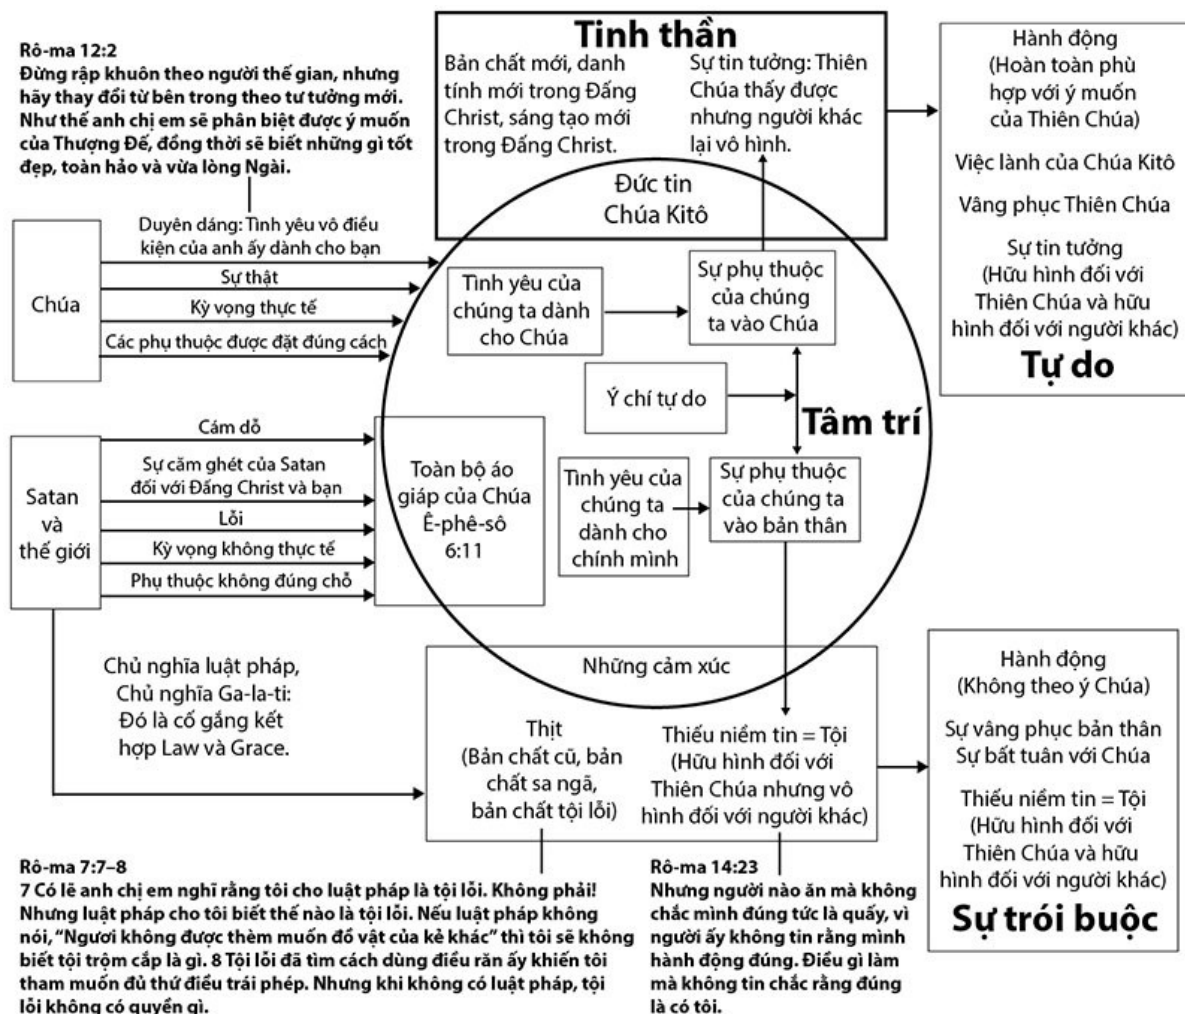 Rô-ma 12:2
Đừng rập khuôn theo người thế gian, nhưng
hãy thay đổi từ bên trong theo tư tưởng mới.
Như thế anh chị em sẽ phân biệt được ý muốn
của Thượng Đế, đồng thời sẽ biết những gì tốt
đẹp, toàn hảo và vừa lòng Ngài.
Tinh thần
Bản chất mới, danh
tính mới trong Đấng
Christ, sáng tạo mới
trong Đấng Christ.
Sự tin tưởng: Thiên
Chúa thấy được
nhưng người khác
lại vô hình.
Đức tin
Chúa Kitô
Hành động
(Hoàn toàn phù
hợp với ý muốn
của Thiên Chúa)
Việc lành của Chúa Kitô
Vâng phục Thiên Chúa
Sự tin tưởng
(Hữu hình đối với
Thiên Chúa và hữu
hình đối với người khác)
Tự do
Chúa
Duyên dáng: Tình yêu vô điều
kiện của anh ấy dành cho bạn
Sự thật
Kỳ vọng thực tế
Các phụ thuộc được đặt đúng cách
Tình yêu của
chúng ta dành
cho Chúa
Sự phụ thuộc
của chúng
ta vào Chúa
Ý chí tự do
Tâm trí
Satan
và
thế giới
Cám dỗ
Sự căm ghét của Satan
đối với Đấng Christ và bạn
Lỗi
Kỳ vọng không thực tế
Phụ thuộc không đúng chỗ
Toàn bộ áo
giáp của Chúa
Ê-phê-sô
6:11
Tình yêu của
chúng ta
dành cho
chính mình
Sự phụ thuộc
của chúng ta
vào bản thân
Chủ nghĩa luật pháp,
Chủ nghĩa Ga-la-ti:
Đó là cố gắng kết
hợp Law và Grace.
Những cảm xúc
Thịt
(Bản chất cũ, bản
chất sa ngã,
bản chất tội lỗi)
Thiếu niềm tin = Tội
(Hữu hình đối với
Thiên Chúa nhưng vô
hình đối với người khác)
Hành động
(Không theo ý Chúa)
Sự vâng phục bản thân
Sự bất tuân với Chúa
Thiếu niềm tin = Tội
(Hữu hình đối với
Thiên Chúa và hữu
hình đối với người khác)
Sự trói buộc
Rô-ma 7:7–8
7 Có lẽ anh chị em nghĩ rằng tôi cho luật pháp là tội lỗi. Không phải!
Nhưng luật pháp cho tôi biết thế nào là tội lỗi. Nếu luật pháp không
nói, “Ngươi không được thèm muốn đồ vật của kẻ khác” thì tôi sẽ không
biết tội trộm cắp là gì. 8 Tội lỗi đã tìm cách dùng điều răn ấy khiến tôi
tham muốn đủ thứ điều trái phép. Nhưng khi không có luật pháp, tội
lỗi không có quyền gì.
Rô-ma 14:23
Nhưng người nào ăn mà không
chắc mình đúng tức là quấy, vì
người ấy không tin rằng mình
hành động đúng. Điều gì làm
mà không tin chắc rằng đúng
là có tội.